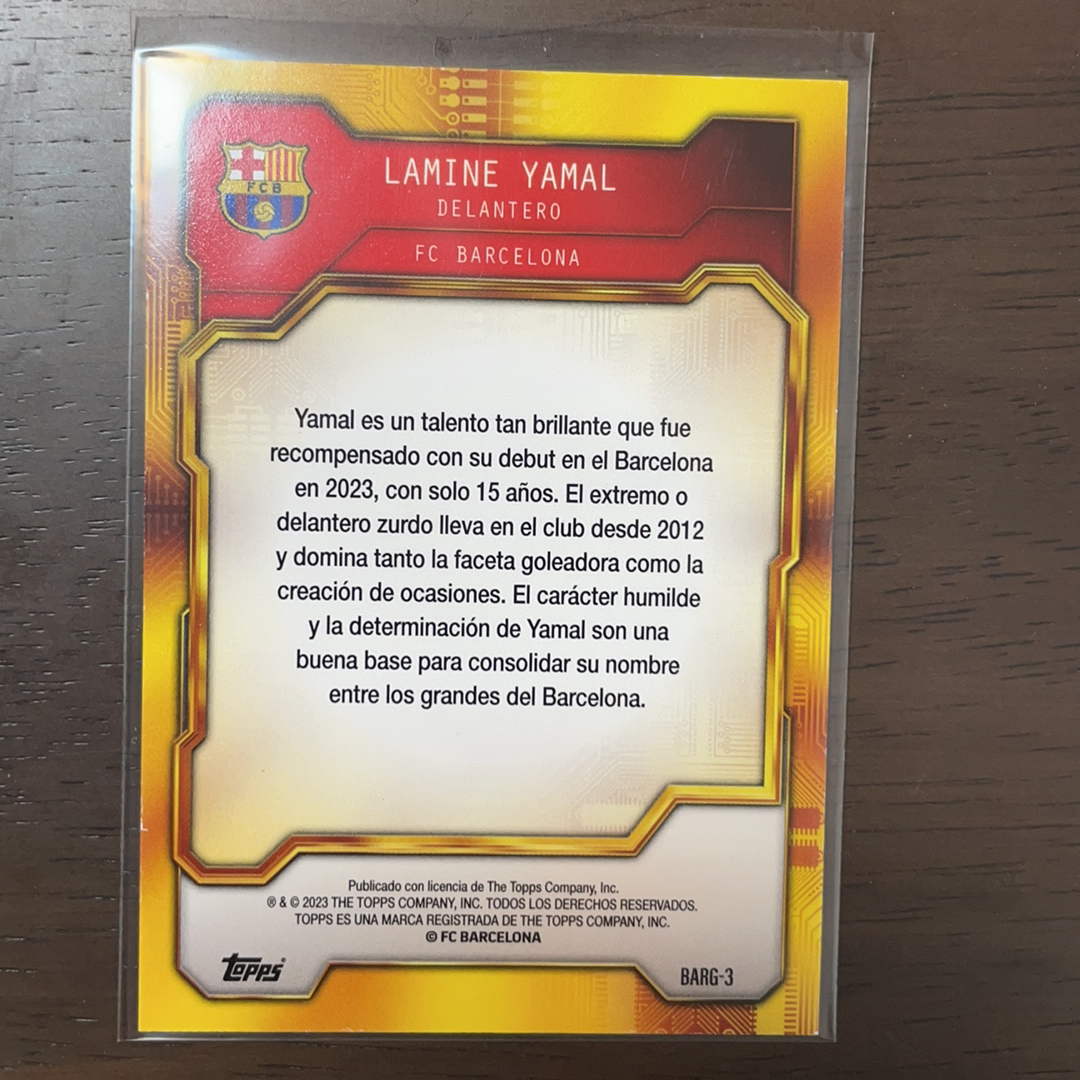 FCB
LAMINE YAMAL
DELANTERO
FC BARCELONA
Yamal es un talento tan brillante que fue
recompensado con su debut en el Barcelona
en 2023, con solo 15 años. El extremo o
delantero zurdo lleva en el club desde 2012
y domina tanto la faceta goleadora como la
creación de ocasiones. El carácter humilde
y la determinación de Yamal son una
buena base para consolidar su nombre
entre los grandes del Barcelona.
Publicado con licencia de The Topps Company, Inc.
® & © 2023 THE TOPPS COMPANY, INC. TODOS LOS DERECHOS RESERVADOS.
TOPPS ES UNA MARCA REGISTRADA DE THE TOPPS COMPANY, INC.
© FC BARCELONA
Topps®
BARG-3